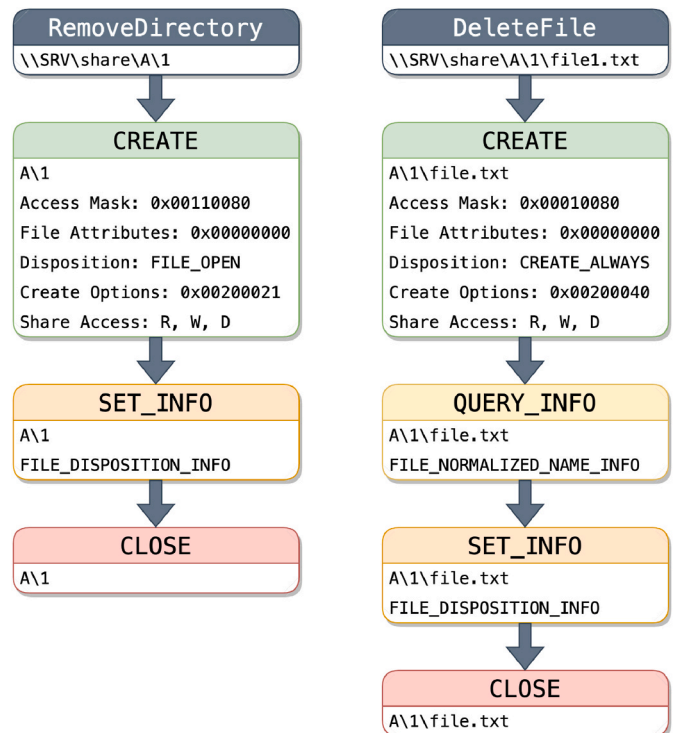 RemoveDirectory
\\SRV\share\A\1
CREATE
A\1
Access Mask: 0x00110080
File Attributes: 0x00000000
Disposition: FILE_OPEN
Create Options: 0x00200021
Share Access: R, W, D
SET_INFO
A\1
FILE_DISPOSITION_INFO
CLOSE
A\1
DeleteFile
\\SRV\share\A\1\file1.txt
CREATE
A\1\file.txt
Access Mask: 0x00010080
File Attributes: 0x00000000
Disposition: CREATE_ALWAYS
Create Options: 0x00200040
Share Access: R, W, D
QUERY_INFO
A\1\file.txt
FILE_NORMALIZED_NAME_INFO
SET_INFO
A\1\file.txt
FILE_DISPOSITION_INFO
CLOSE
A\1\file.txt